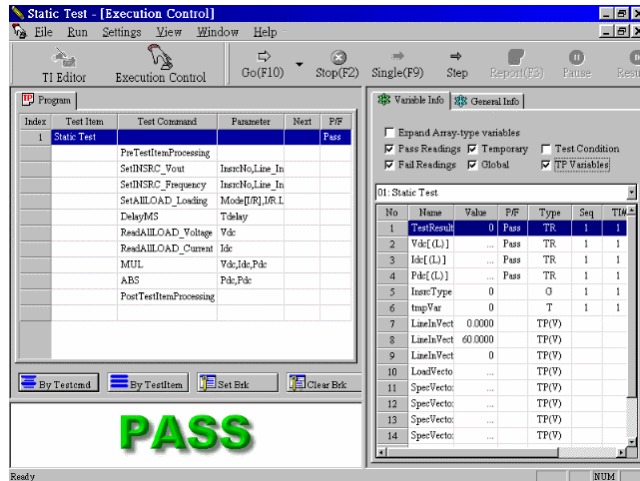 Static Test - [Execution Control]
File Run Settings View Window Help
TI Editor Execution Control Go(F10) Stop(F2) Single(F9) Step Report(F3) Pause
Program
Index Test Item Test Command Parameter Next P/F
1 Static Test Pass
PreTestItemProcessing
SetINSRC_Vout InsrcNo,Line_In
SetINSRC_Frequency InsrcNo,Line_In
SetAllLOAD_Loading Mode[I/R],I/R.L
DelayMS Tdelay
ReadAllLOAD_Voltage Vdc
ReadAllLOAD_Current Idc
MUL Vdc,Idc,Pdc
ABS Pdc,Pdc
PostTestItemProcessing
By Testcmd By TestItem Set Brk Clear Brk
PASS
Variable Info General Info
Expand Array-type variables
Pass Readings Temporary Test Condition
Fail Readings Global TP Variables
01: Static Test
No Name Value P/F Type Seq TI#
1 TestResult 0 Pass TR 1 1
2 Vdc[(L)] ... Pass TR 1 1
3 Idc[(L)] ... Pass TR 1 1
4 Pdc[(L)] ... Pass TR 1 1
5 InsrcType 0 G 1 1
6 tmpVar 0 T 1 1
7 LineInVect 0.0000 TP(V)
8 LineInVect 60.0000 TP(V)
9 LineInVect 0 TP(V)
10 LoadVecto ... TP(V)
11 SpecVecto ... TP(V)
12 SpecVecto ... TP(V)
13 SpecVecto ... TP(V)
14 SpecVecto ... TP(V)
Ready NUM